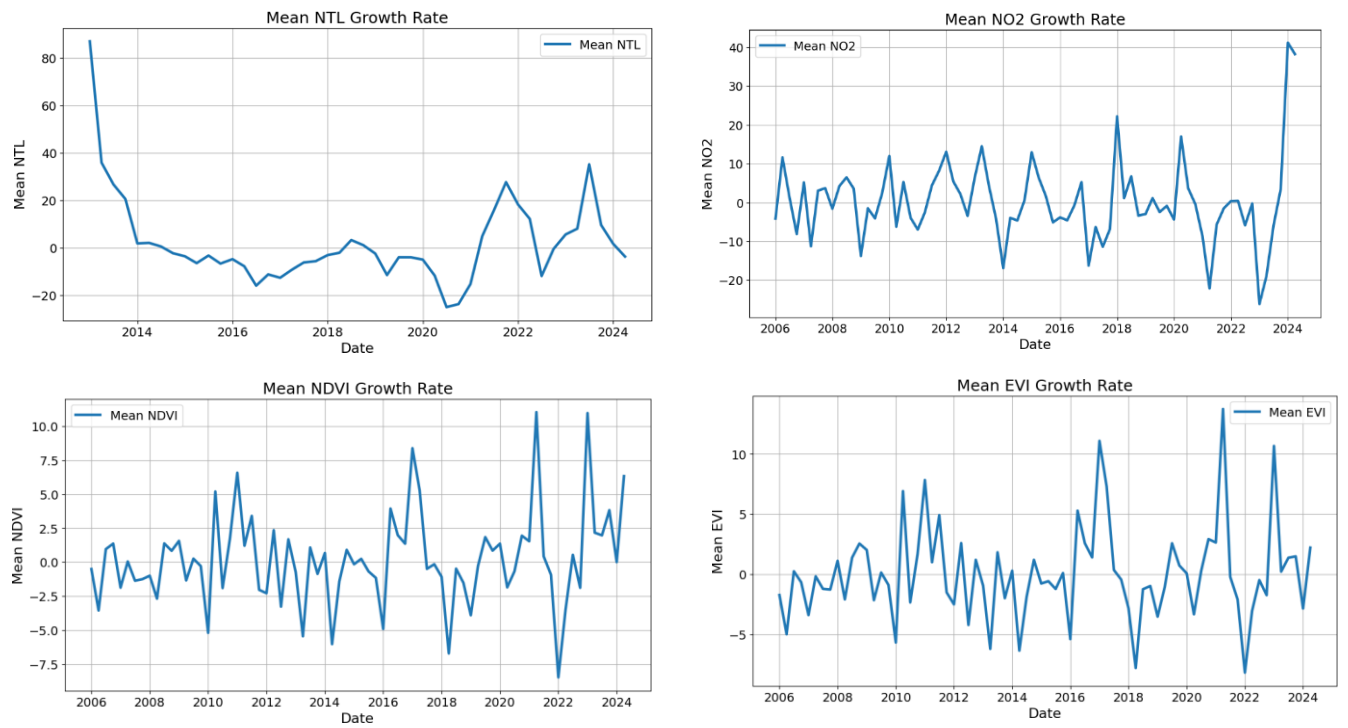 Mean NTL Growth Rate
Mean NTL
80
60
40
20
0
−20
Mean NTL
2014 2016 2018 2020 2022 2024
Date
Mean NO2 Growth Rate
Mean NO2
40
30
20
10
0
−10
−20
Mean NO2
2006 2008 2010 2012 2014 2016 2018 2020 2022 2024
Date
Mean NDVI Growth Rate
Mean NDVI
10.0
7.5
5.0
2.5
0.0
−2.5
−5.0
−7.5
Mean NDVI
2006 2008 2010 2012 2014 2016 2018 2020 2022 2024
Date
Mean EVI Growth Rate
Mean EVI
10
5
0
−5
Mean EVI
2006 2008 2010 2012 2014 2016 2018 2020 2022 2024
Date